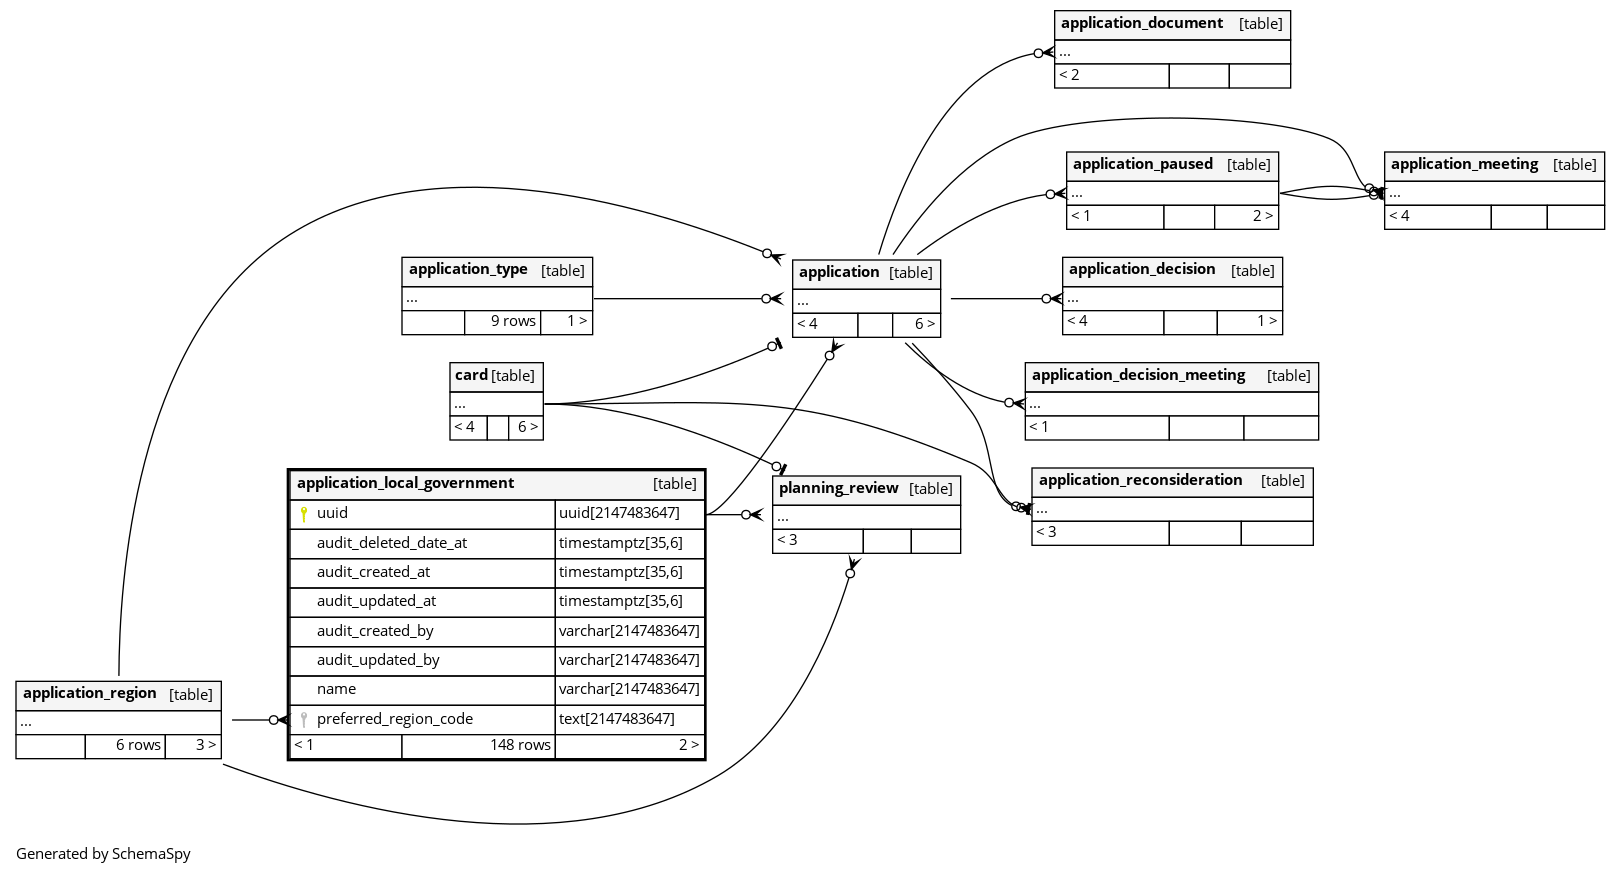 application_document [table]
...
< 2
application_paused [table]
...
< 1 2 >
application_meeting [table]
...
< 4
application_type [table]
...
9 rows 1 >
application [table]
...
< 4 6 >
application_decision [table]
...
< 4 1 >
card [table]
...
< 4 6 >
application_decision_meeting [table]
...
< 1
application_local_government [table]
uuid uuid[2147483647]
audit_deleted_date_at timestamptz[35,6]
audit_created_at timestamptz[35,6]
audit_updated_at timestamptz[35,6]
audit_created_by varchar[2147483647]
audit_updated_by varchar[2147483647]
name varchar[2147483647]
preferred_region_code text[2147483647]
< 1 148 rows 2 >
planning_review [table]
...
< 3
application_reconsideration [table]
...
< 3
application_region [table]
...
6 rows 3 >
Generated by SchemaSpy